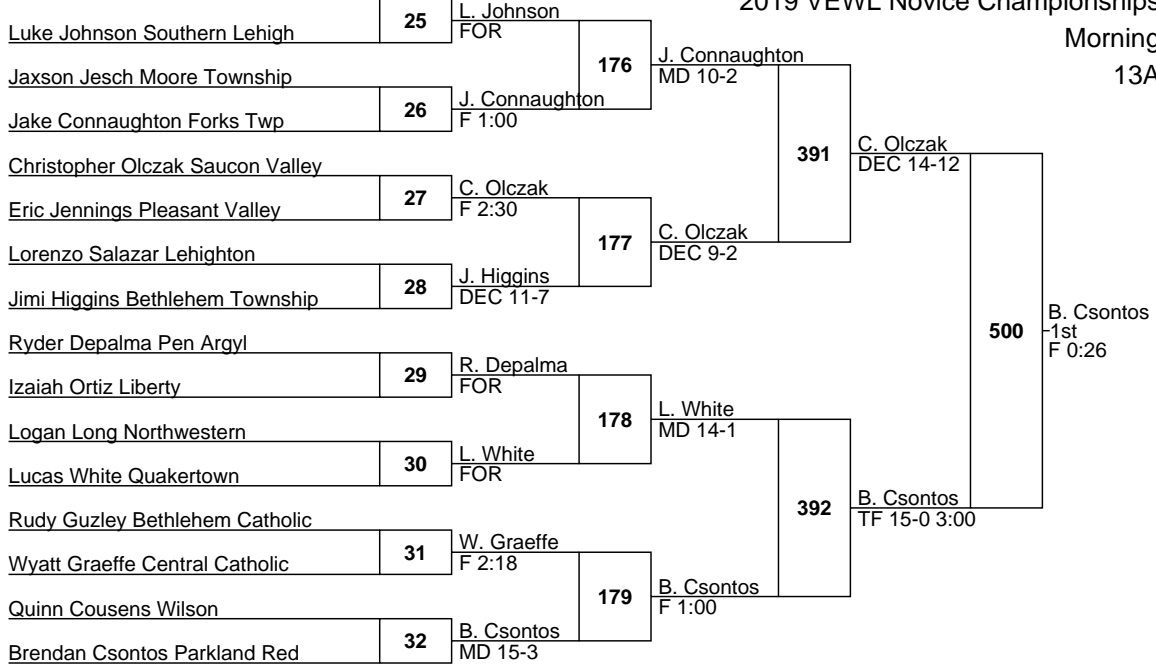 2019 VEWL Novice Championships
Morning
13A
Luke Johnson Southern Lehigh
Jaxson Jesch Moore Township
Jake Connaughton Forks Twp
Christopher Olczak Saucon Valley
Eric Jennings Pleasant Valley
Lorenzo Salazar Lehighton
Jimi Higgins Bethlehem Township
Ryder Depalma Pen Argyl
Izaiah Ortiz Liberty
Logan Long Northwestern
Lucas White Quakertown
Rudy Guzley Bethlehem Catholic
Wyatt Graeffe Central Catholic
Quinn Cousens Wilson
Brendan Csontos Parkland Red
25
L. Johnson
FOR
26
J. Connaughton
F 1:00
27
C. Olczak
F 2:30
28
J. Higgins
DEC 11-7
29
R. Depalma
FOR
30
L. White
FOR
31
W. Graeffe
F 2:18
32
B. Csontos
MD 15-3
176
J. Connaughton
MD 10-2
177
C. Olczak
DEC 9-2
178
L. White
MD 14-1
179
B. Csontos
F 1:00
391
C. Olczak
DEC 14-12
392
B. Csontos
TF 15-0 3:00
500
B. Csontos
1st
F 0:26